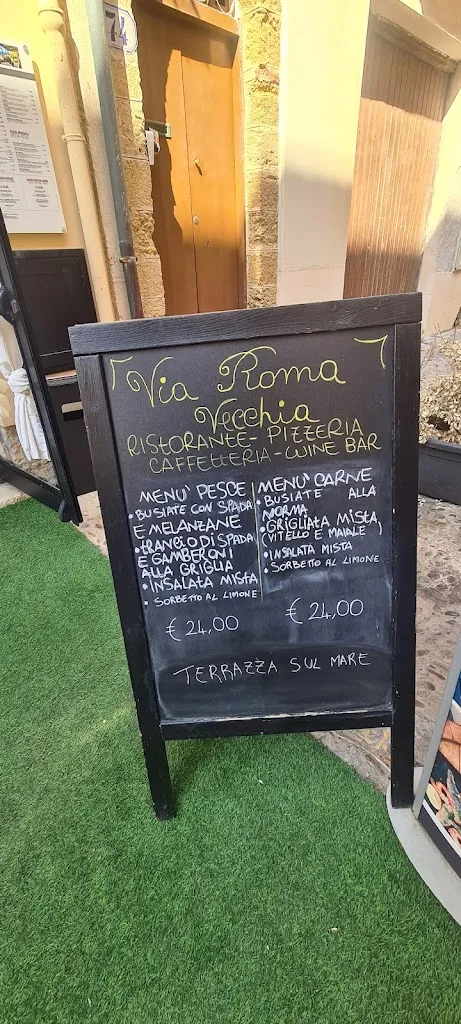 74
Via Roma
Vecchia
RISTORANTE - PIZZERIA
CAFFETTERIA - WINE BAR
MENU' PESCE
• BUSIATE CON SPADA
E MELANZANE
• TRANCIO DI SPADA
E GAMBERONI
ALLA GRIGLIA
• INSALATA MISTA
• SORBETTO AL LIMONE
€ 24,00
MENU' CARNE
• BUSIATE ALLA
NORMA
• GRIGLIATA MISTA
(VITELLO E MAIALE)
• INSALATA MISTA
• SORBETTO AL LIMONE
€ 24,00
TERRAZZA SUL MARE